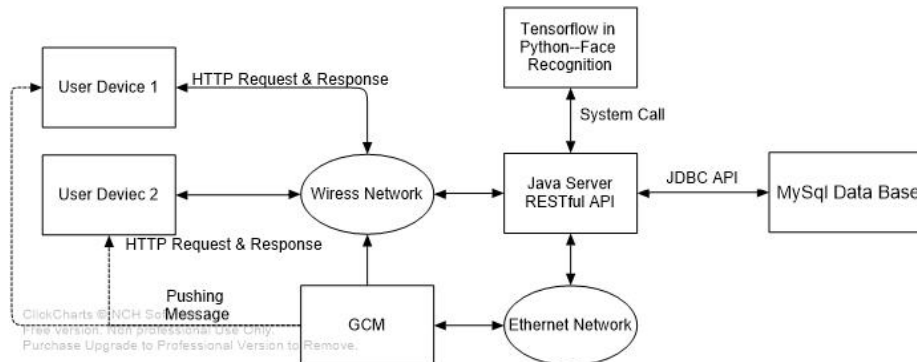 Tensorflow in
Python--Face
Recognition
User Device 1
HTTP Request & Response
System Call
User Deviec 2
Wiress Network
Java Server
RESTful API
JDBC API
MySql Data Base
HTTP Request & Response
Pushing
Message
GCM
Ethernet Network
ClickCharts © NCH Software
Free version. Non professional Use Only.
Purchase Upgrade to Professional Version to Remove.